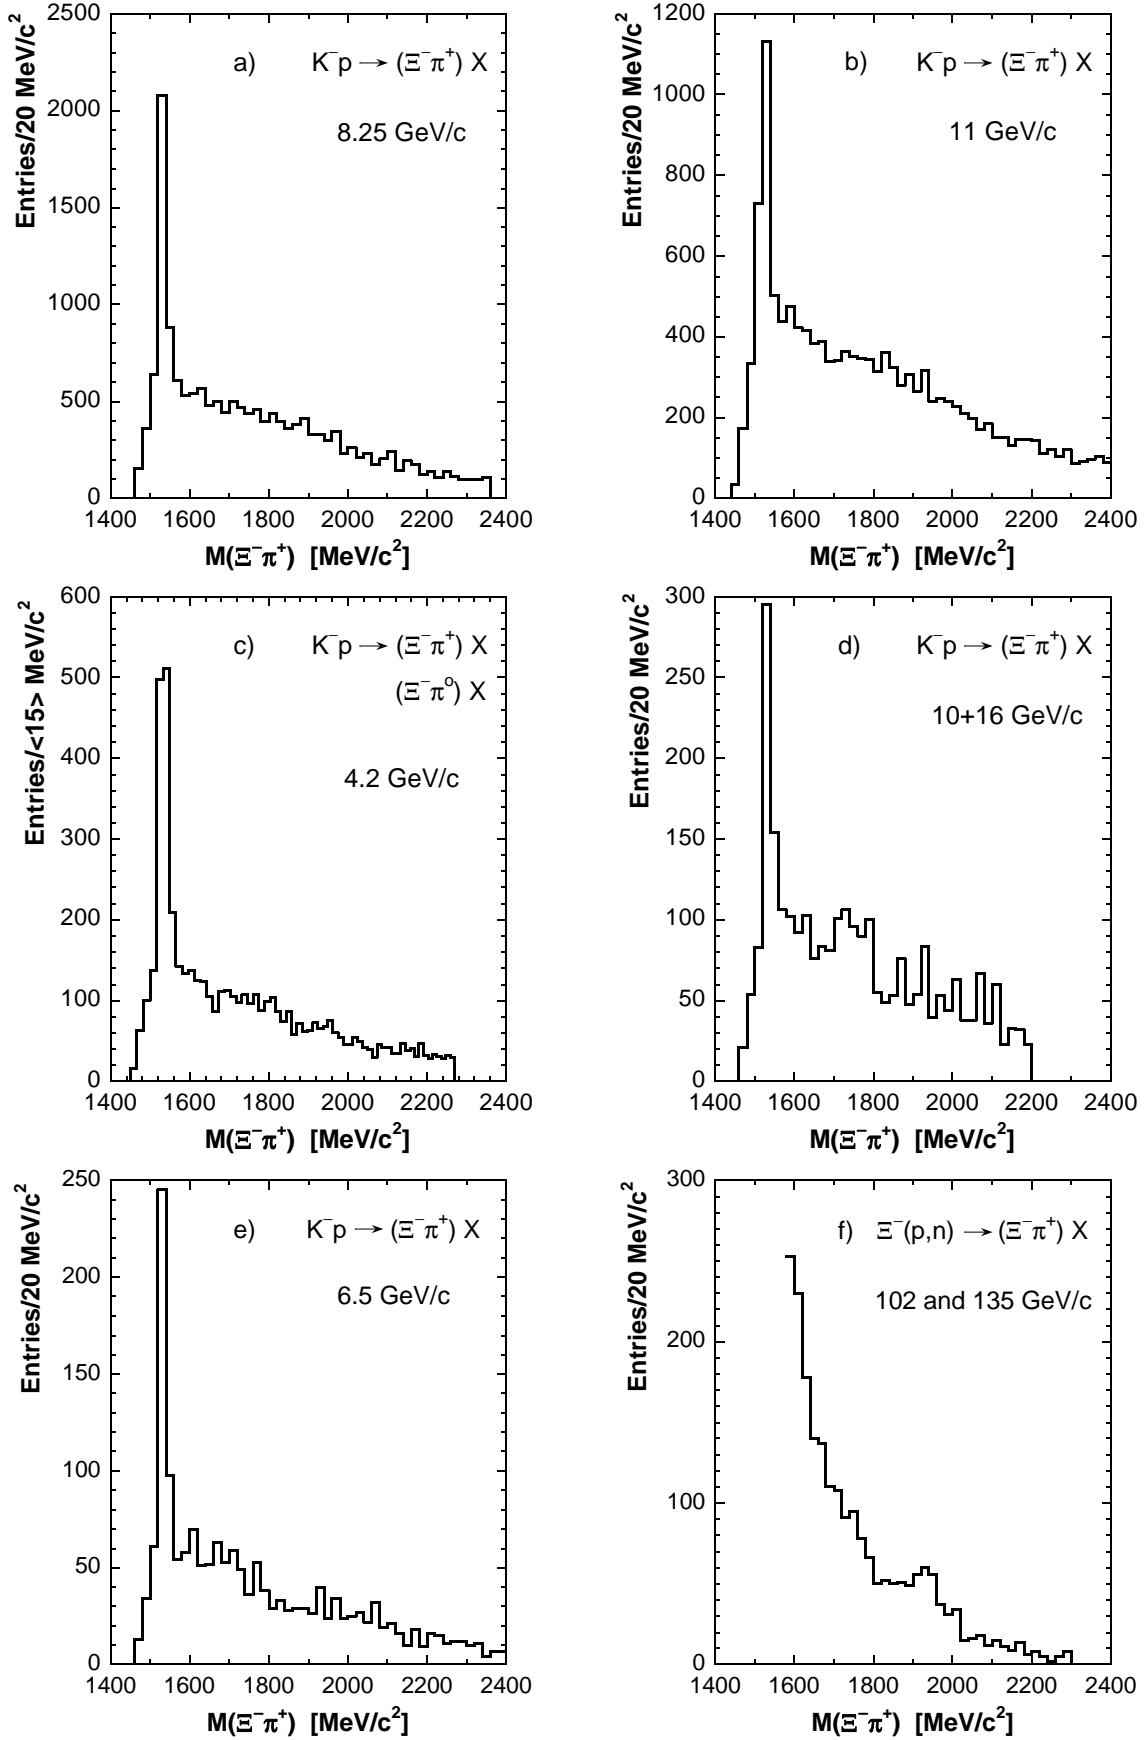 Entries/20 MeV/c²
2500
2000
1500
1000
500
0
a) K⁻p → (Ξ⁻π⁺) X
8.25 GeV/c
1400 1600 1800 2000 2200 2400
M(Ξ⁻π⁺) [MeV/c²]
Entries/20 MeV/c²
1200
1000
800
600
400
200
0
b) K⁻p → (Ξ⁻π⁺) X
11 GeV/c
1400 1600 1800 2000 2200 2400
M(Ξ⁻π⁺) [MeV/c²]
Entries/<15> MeV/c²
600
500
400
300
200
100
0
c) K⁻p → (Ξ⁻π⁺) X
(Ξ⁻π⁰) X
4.2 GeV/c
1400 1600 1800 2000 2200 2400
M(Ξ⁻π⁺) [MeV/c²]
Entries/20 MeV/c²
300
250
200
150
100
50
0
d) K⁻p → (Ξ⁻π⁺) X
10+16 GeV/c
1400 1600 1800 2000 2200 2400
M(Ξ⁻π⁺) [MeV/c²]
Entries/20 MeV/c²
250
200
150
100
50
0
e) K⁻p → (Ξ⁻π⁺) X
6.5 GeV/c
1400 1600 1800 2000 2200 2400
M(Ξ⁻π⁺) [MeV/c²]
Entries/20 MeV/c²
300
200
100
0
f) Ξ⁻(p,n) → (Ξ⁻π⁺) X
102 and 135 GeV/c
1400 1600 1800 2000 2200 2400
M(Ξ⁻π⁺) [MeV/c²]